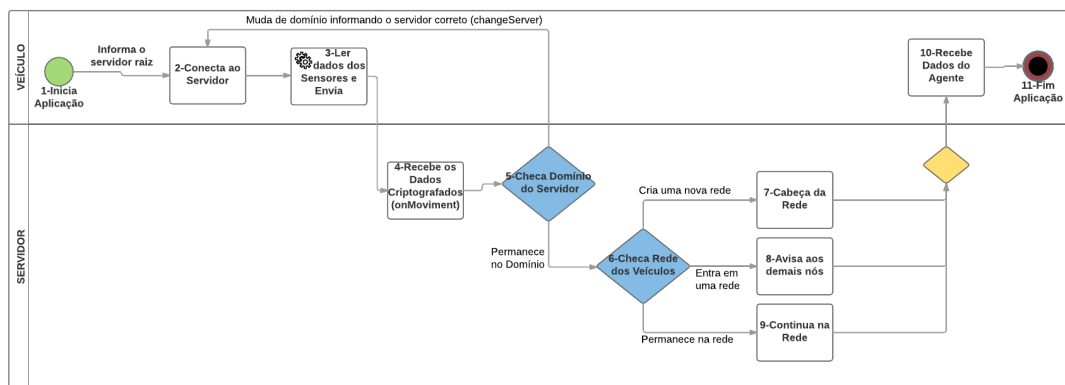 Muda de domínio informando o servidor correto (changeServer)
VEÍCULO
Informa o
servidor raiz
1-Inicia
Aplicação
2-Conecta ao
Servidor
3-Ler
dados dos
Sensores e
Envia
10-Recebe
Dados do
Agente
11-Fim
Aplicação
SERVIDOR
4-Recebe os
Dados
Criptografados
(onMoviment)
5-Checa Domínio
do Servidor
Permanece
no Domínio
6-Checa Rede
dos Veículos
Cria uma nova rede
7-Cabeça da
Rede
Entra em
uma rede
8-Avisa aos
demais nós
Permanece na rede
9-Continua na
Rede